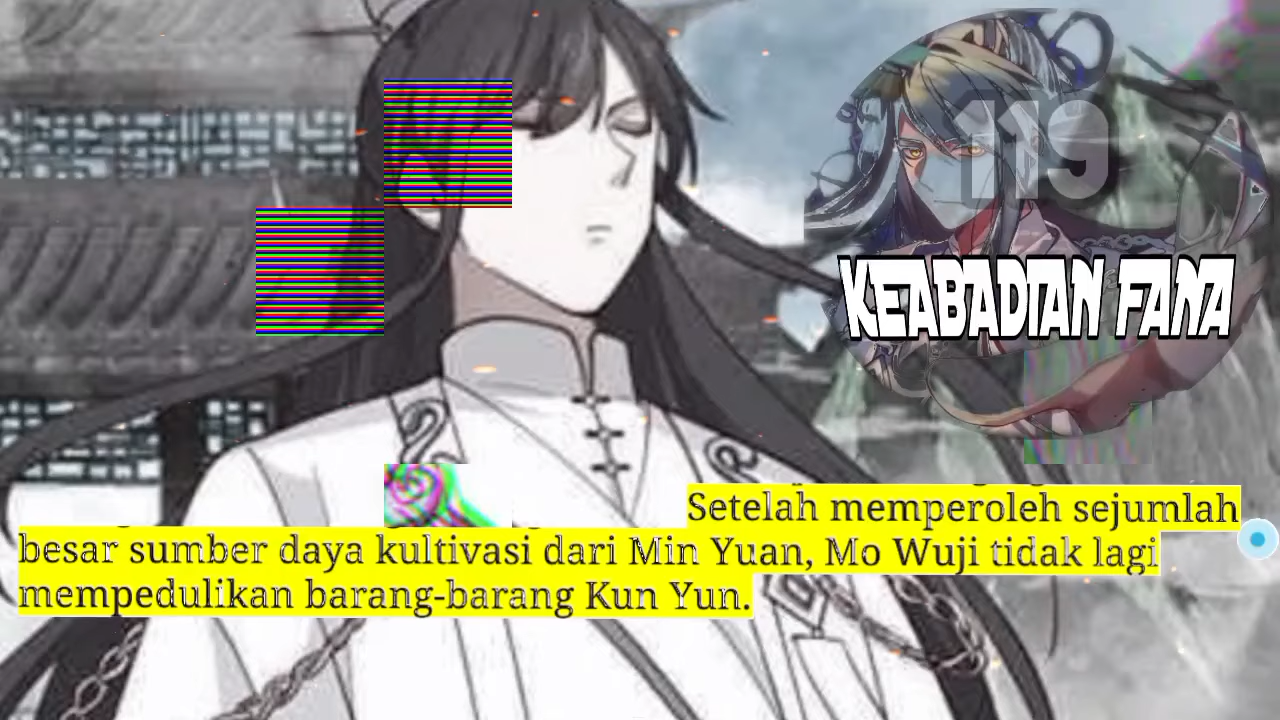 119
KEABADIAN FANA
Setelah memperoleh sejumlah
besar sumber daya kultivasi dari Min Yuan, Mo Wuji tidak lagi
mempedulikan barang-barang Kun Yun.